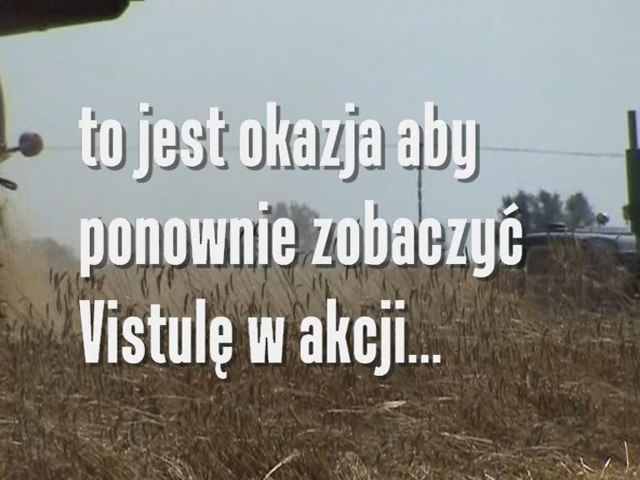 to jest okazja aby
ponownie zobaczyć
Vistulę w akcji...